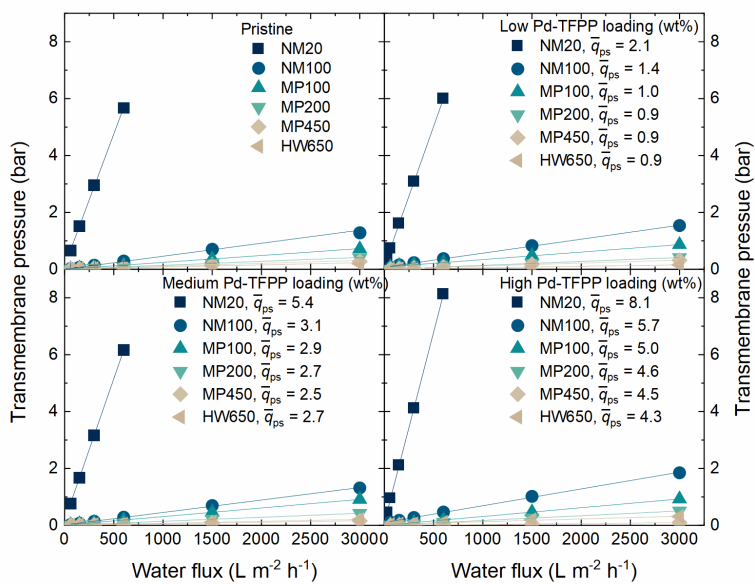 Pristine
NM20
NM100
MP100
MP200
MP450
HW650
Low Pd-TFPP loading (wt%)
NM20, q̅ps = 2.1
NM100, q̅ps = 1.4
MP100, q̅ps = 1.0
MP200, q̅ps = 0.9
MP450, q̅ps = 0.9
HW650, q̅ps = 0.9
8
6
4
2
0
8
6
4
2
0
Medium Pd-TFPP loading (wt%)
NM20, q̅ps = 5.4
NM100, q̅ps = 3.1
MP100, q̅ps = 2.9
MP200, q̅ps = 2.7
MP450, q̅ps = 2.5
HW650, q̅ps = 2.7
High Pd-TFPP loading (wt%)
NM20, q̅ps = 8.1
NM100, q̅ps = 5.7
MP100, q̅ps = 5.0
MP200, q̅ps = 4.6
MP450, q̅ps = 4.5
HW650, q̅ps = 4.3
8
6
4
2
0
8
6
4
2
0
0 500 1000 1500 2000 2500 3000
0 500 1000 1500 2000 2500 3000
Water flux (L m⁻² h⁻¹)
Water flux (L m⁻² h⁻¹)
Transmembrane pressure (bar)
Transmembrane pressure (bar)